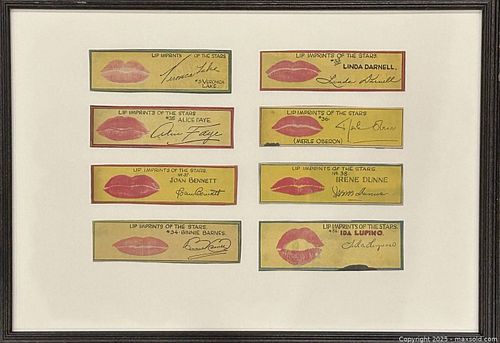 LIP IMPRINTS OF THE STARS
Veronica Lake
VERONICA LAKE.
LIP IMPRINTS OF THE STARS
LINDA DARNELL,
Linda Darnell
LIP IMPRINTS OF THE STARS
ALICE FAYE.
Alice Faye
LIP IMPRINTS OF THE STARS
#36-
(MERLE OBERON)
LIP IMPRINTS OF THE STARS
JOAN BENNETT
Joan Bennett
LIP IMPRINTS OF THE STARS
NO. 38.
IRENE DUNNE
Irene Dunne
LIP IMPRINTS OF THE STARS.
#34- BINNIE BARNES.
LIP IMPRINTS OF THE STARS.
IDA LUPINO.
Ida Lupino
Copyright 2025 - maxsold.com